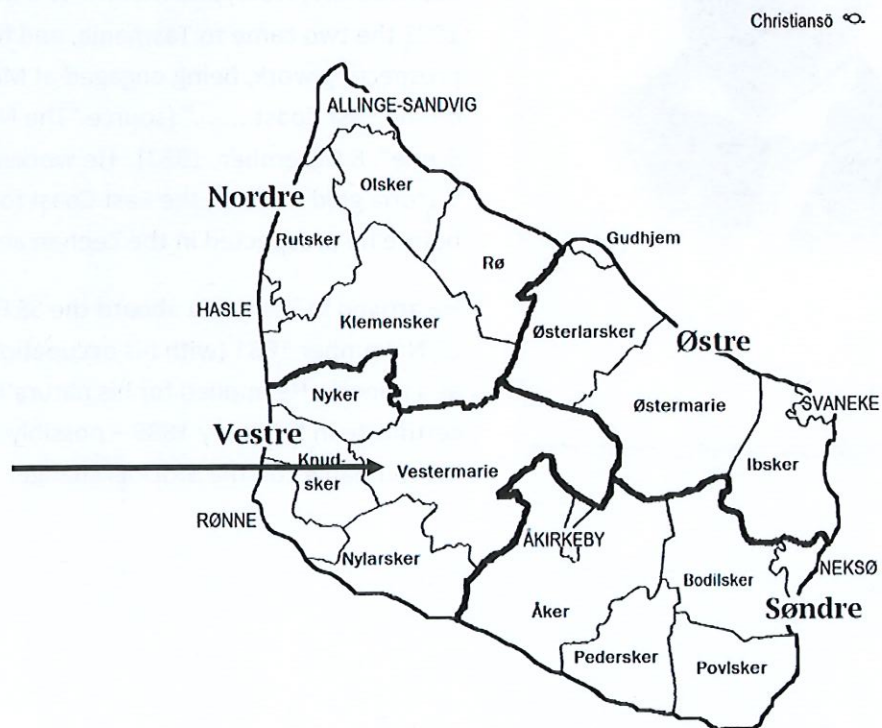 Christiansö
ALLINGE-SANDVIG
Olsker
Nordre
Rutsker
Gudhjem
Rø
HASLE
Klemensker
Østerlarsker
Østre
Nyker
Østermarie
SVANEKE
Vestre
Knud-
sker
Vestermarie
Ibsker
RØNNE
ÅKIRKEBY
Nylarsker
NEKSØ
Bodilsker
Åker
Søndre
Pedersker
Povlsker